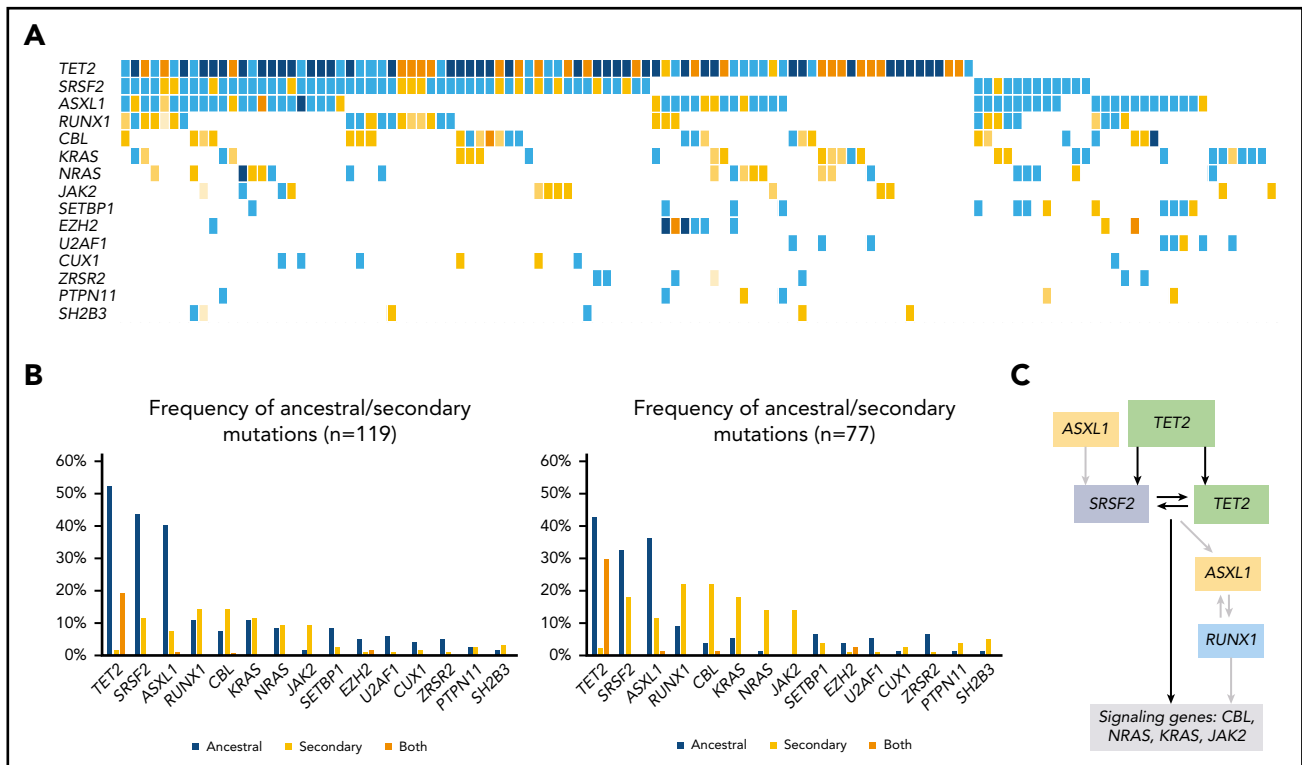 A
TET2
SRSF2
ASXL1
RUNX1
CBL
KRAS
NRAS
JAK2
SETBP1
EZH2
U2AF1
CUX1
ZRSR2
PTPN11
SH2B3
B
Frequency of ancestral/secondary
mutations (n=119)
60%
50%
40%
30%
20%
10%
0%
TET2
SRSF2
ASXL1
RUNX1
CBL
KRAS
NRAS
JAK2
SETBP1
EZH2
U2AF1
CUX1
ZRSR2
PTPN11
SH2B3
Ancestral
Secondary
Both
Frequency of ancestral/secondary
mutations (n=77)
60%
50%
40%
30%
20%
10%
0%
TET2
SRSF2
ASXL1
RUNX1
CBL
KRAS
NRAS
JAK2
SETBP1
EZH2
U2AF1
CUX1
ZRSR2
PTPN11
SH2B3
Ancestral
Secondary
Both
C
ASXL1
TET2
SRSF2
TET2
ASXL1
RUNX1
Signaling genes: CBL,
NRAS, KRAS, JAK2